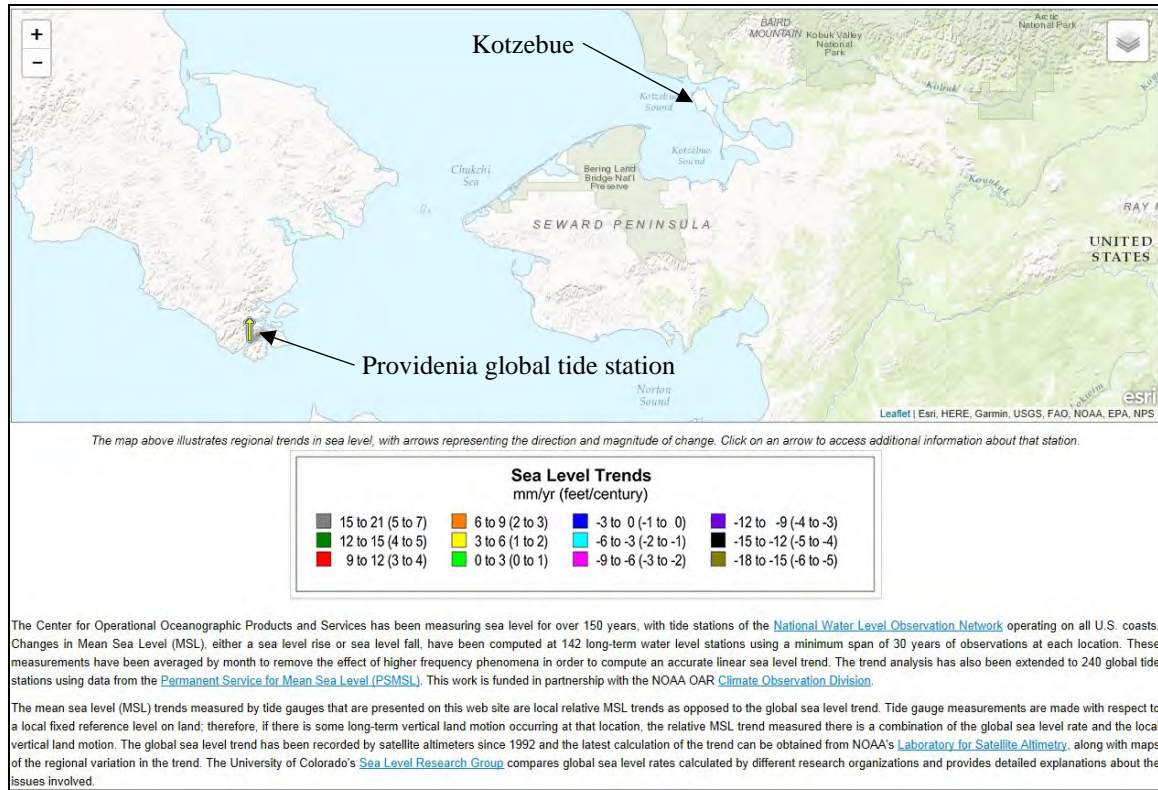 +
−
BAIRD
MOUNTAIN
Kobuk Valley
National
Park
Arctic
National Park
Kotzebue
Kobuk
Kotzebue
Sound
Kotzebue
Sound
Chukchi
Sea
Bering Land
Bridge Nat'l
Preserve
SEWARD PENINSULA
Koyukuk
RAY
UNITED
STATES
Providenia global tide station
Norton
Sound
esri
Leaflet | Esri, HERE, Garmin, USGS, FAO, NOAA, EPA, NPS
The map above illustrates regional trends in sea level, with arrows representing the direction and magnitude of change. Click on an arrow to access additional information about that station.
Sea Level Trends
mm/yr (feet/century)
15 to 21 (5 to 7) 6 to 9 (2 to 3) -3 to 0 (-1 to 0) -12 to -9 (-4 to -3)
12 to 15 (4 to 5) 3 to 6 (1 to 2) -6 to -3 (-2 to -1) -15 to -12 (-5 to -4)
9 to 12 (3 to 4) 0 to 3 (0 to 1) -9 to -6 (-3 to -2) -18 to -15 (-6 to -5)
The Center for Operational Oceanographic Products and Services has been measuring sea level for over 150 years, with tide stations of the National Water Level Observation Network operating on all U.S. coasts.
Changes in Mean Sea Level (MSL), either a sea level rise or sea level fall, have been computed at 142 long-term water level stations using a minimum span of 30 years of observations at each location. These
measurements have been averaged by month to remove the effect of higher frequency phenomena in order to compute an accurate linear sea level trend. The trend analysis has also been extended to 240 global tide
stations using data from the Permanent Service for Mean Sea Level (PSMSL). This work is funded in partnership with the NOAA OAR Climate Observation Division.
The mean sea level (MSL) trends measured by tide gauges that are presented on this web site are local relative MSL trends as opposed to the global sea level trend. Tide gauge measurements are made with respect to
a local fixed reference level on land; therefore, if there is some long-term vertical land motion occurring at that location, the relative MSL trend measured there is a combination of the global sea level rate and the local
vertical land motion. The global sea level trend has been recorded by satellite altimeters since 1992 and the latest calculation of the trend can be obtained from NOAA's Laboratory for Satellite Altimetry, along with maps
of the regional variation in the trend. The University of Colorado's Sea Level Research Group compares global sea level rates calculated by different research organizations and provides detailed explanations about the
issues involved.